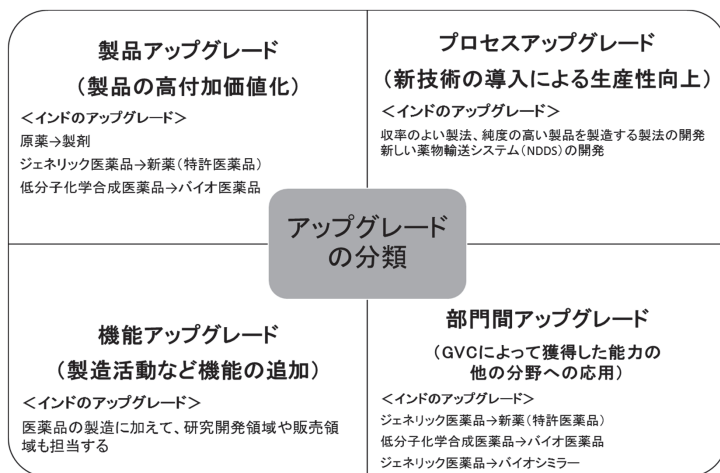 製品アップグレード
（製品の高付加価値化）
＜インドのアップグレード＞
原薬→製剤
ジェネリック医薬品→新薬（特許医薬品）
低分子化学合成医薬品→バイオ医薬品
プロセスアップグレード
（新技術の導入による生産性向上）
＜インドのアップグレード＞
収率のよい製法、純度の高い製品を製造する製法の開発
新しい薬物輸送システム（NDDS）の開発
アップグレード
の分類
機能アップグレード
（製造活動など機能の追加）
＜インドのアップグレード＞
医薬品の製造に加えて、研究開発領域や販売領
域も担当する
部門間アップグレード
（GVCによって獲得した能力の
他の分野への応用）
＜インドのアップグレード＞
ジェネリック医薬品→新薬（特許医薬品）
低分子化学合成医薬品→バイオ医薬品
ジェネリック医薬品→バイオシミラー